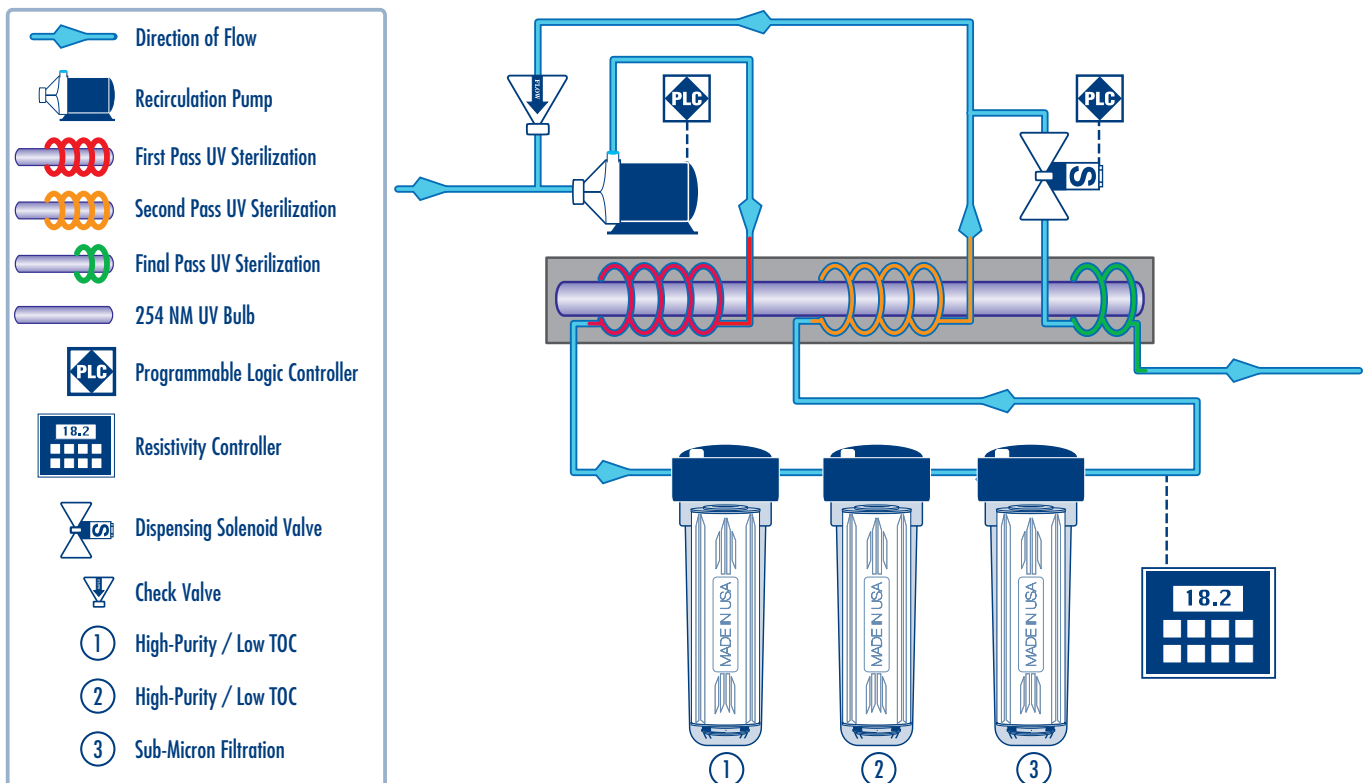 Direction of Flow
Recirculation Pump
First Pass UV Sterilization
Second Pass UV Sterilization
Final Pass UV Sterilization
254 NM UV Bulb
PLC
Programmable Logic Controller
18.2
Resistivity Controller
S
Dispensing Solenoid Valve
Check Valve
1
High-Purity / Low TOC
2
High-Purity / Low TOC
3
Sub-Micron Filtration
FLOW
PLC
PLC
S
MADE IN USA
MADE IN USA
MADE IN USA
18.2
1
2
3